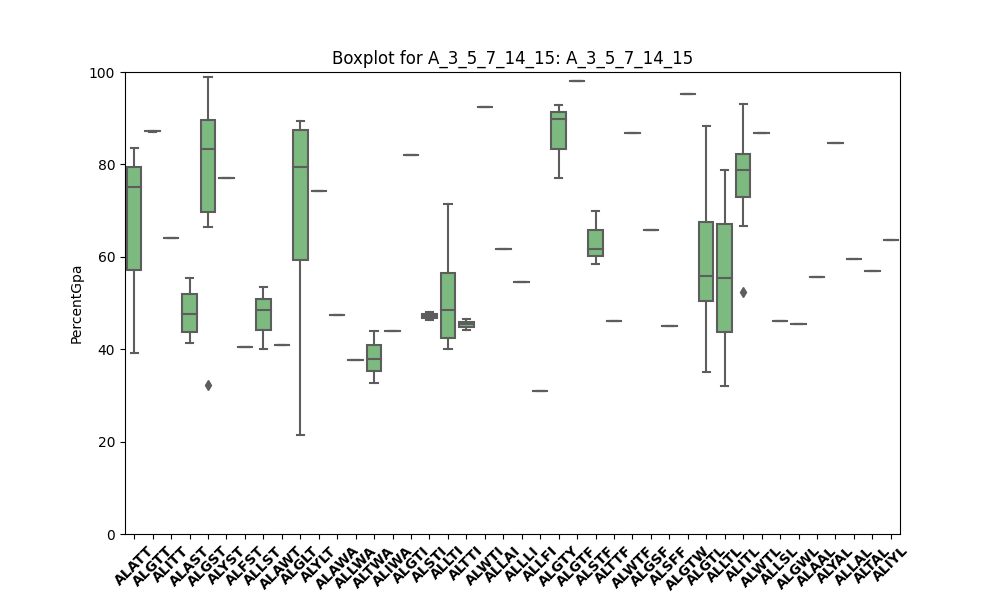 Boxplot for A_3_5_7_14_15: A_3_5_7_14_15
PercentGpa
100
80
60
40
20
0
ALATT
ALGTT
ALITT
ALAST
ALGST
ALYST
ALFST
ALLST
ALAWT
ALGLT
ALYLT
ALAWA
ALLWA
ALTWA
ALIWA
ALGTI
ALSTI
ALLTI
ALTTI
ALWTI
ALLAI
ALLLI
ALLFI
ALGTY
ALGTF
ALSTF
ALTTF
ALWTF
ALGSF
ALSFF
ALGTW
ALGTL
ALLTL
ALITL
ALWTL
ALLSL
ALGWL
ALAAL
ALYAL
ALLAL
ALTAL
ALIYL